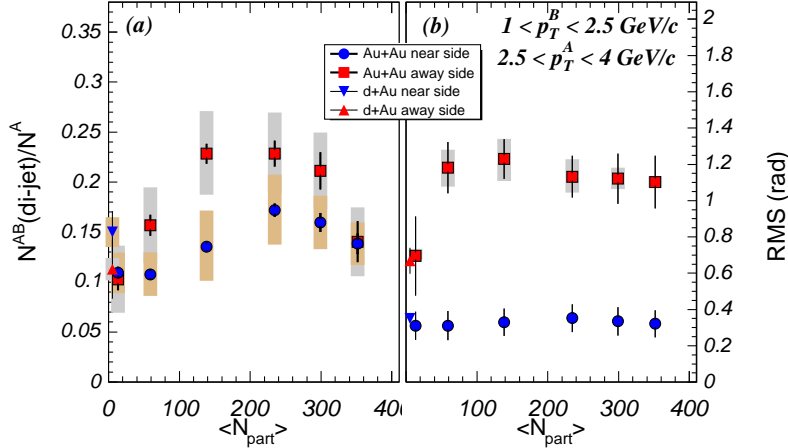 (a)
(b)
1 < p_T^B < 2.5 GeV/c
2.5 < p_T^A < 4 GeV/c
Au+Au near side
Au+Au away side
d+Au near side
d+Au away side
N^AB(di-jet)/N^A
0.35
0.3
0.25
0.2
0.15
0.1
0.05
0
0 100 200 300 400
<N_part>
0 100 200 300 400
<N_part>
2
1.8
1.6
1.4
1.2
1
0.8
0.6
0.4
0.2
0
RMS (rad)